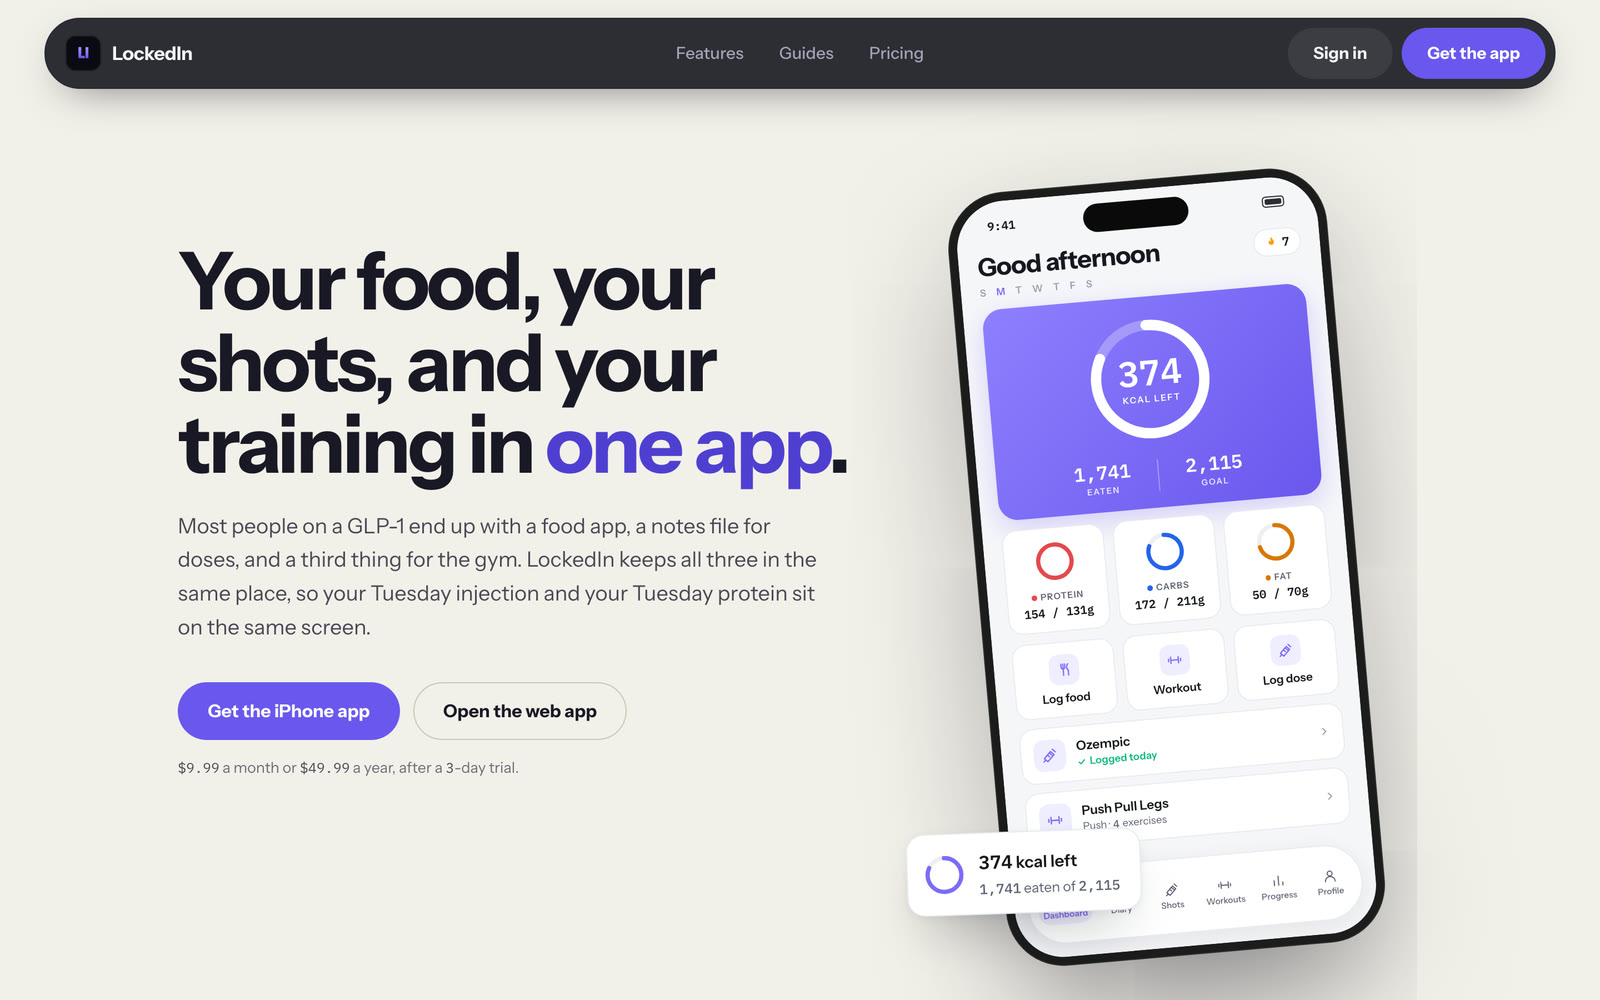 LI LockedIn
Features
Guides
Pricing
Sign in
Get the app
Your food, your
shots, and your
training in one app.
Most people on a GLP-1 end up with a food app, a notes file for
doses, and a third thing for the gym. LockedIn keeps all three in the
same place, so your Tuesday injection and your Tuesday protein sit
on the same screen.
Get the iPhone app
Open the web app
$9.99 a month or $49.99 a year, after a 3-day trial.
9:41
Good afternoon
7
S M T W T F S
374
KCAL LEFT
1,741
EATEN
2,115
GOAL
PROTEIN
154 / 131g
CARBS
172 / 211g
FAT
50 / 70g
Log food
Workout
Log dose
Ozempic
Logged today
Push Pull Legs
Push · 4 exercises
374 kcal left
1,741 eaten of 2,115
Dashboard
Diary
Shots
Workouts
Progress
Profile